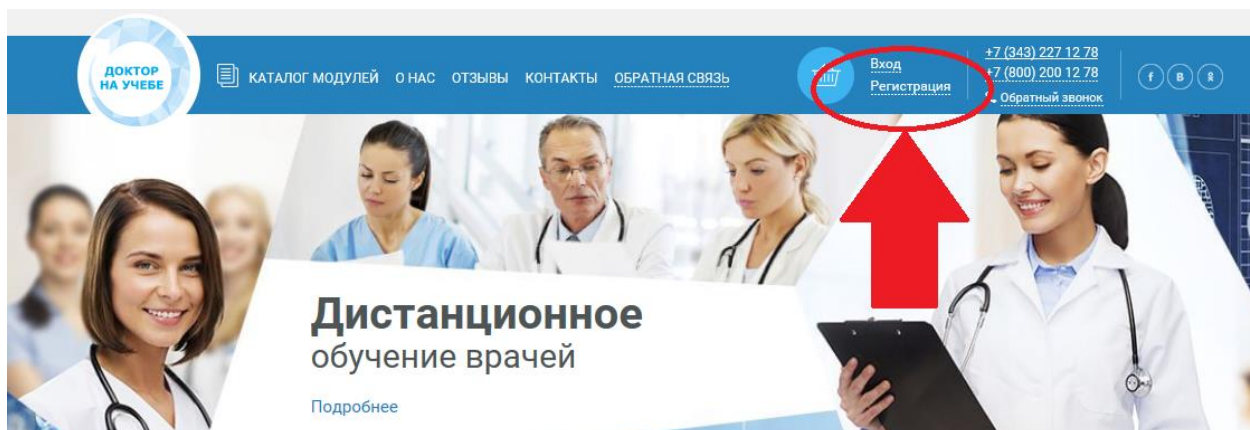 ДОКТОР
НА УЧЕБЕ
КАТАЛОГ МОДУЛЕЙ О НАС ОТЗЫВЫ КОНТАКТЫ ОБРАТНАЯ СВЯЗЬ
Вход
Регистрация
+7 (343) 227 12 78
+7 (800) 200 12 78
Обратный звонок
f В Я
Дистанционное
обучение врачей
Подробнее